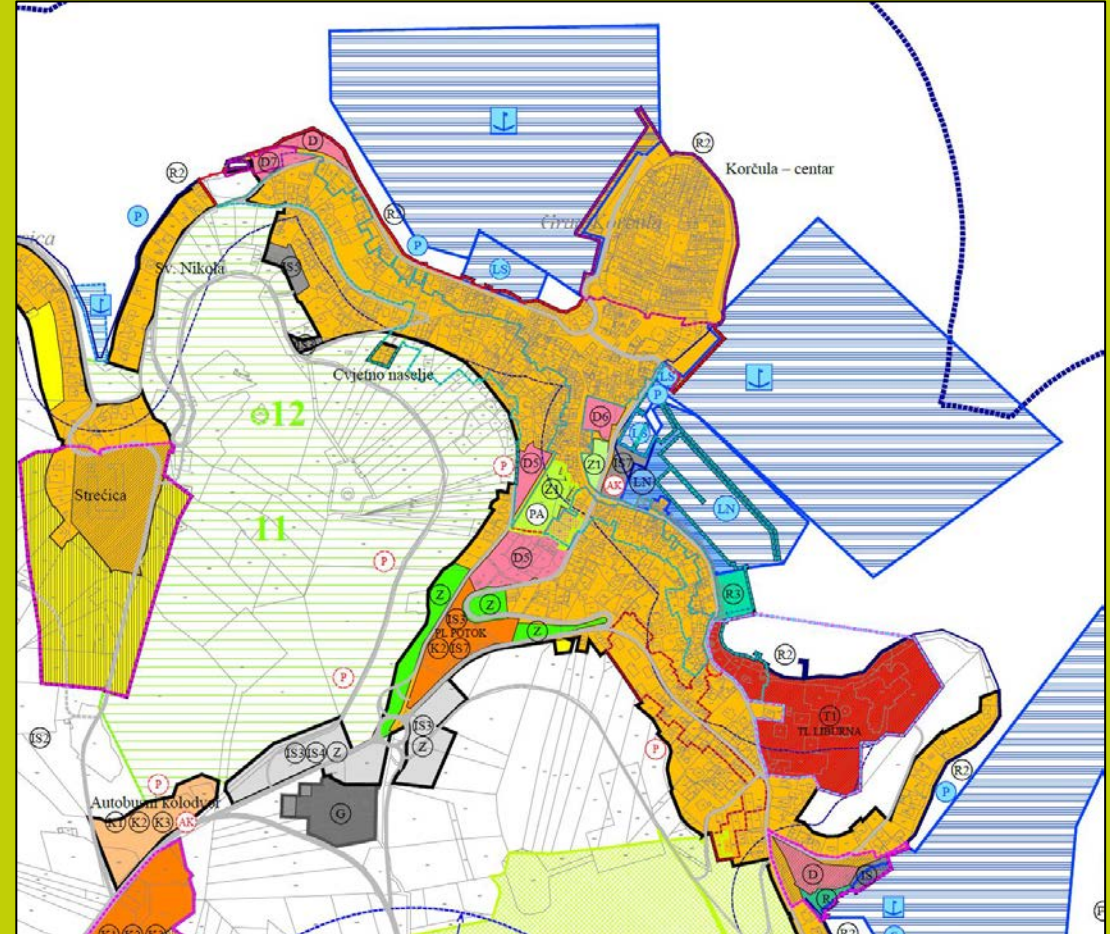 D
D7
R2
R2
Korčula – centar
P
R2
P
LS
Sv. Nikola
IS5
Cvjetno naselje
LS
P
12
D6
Strečica
P
D5
Z1
Z1
AK
LN
PA
LN
11
P
D5
Z
Z
R3
IS3
PL POTOK
K2 IS7
Z
R2
P
T1
TL LIBURNA
IS2
IS3
IS3 IS4 Z
Z
P
R2
P
P
Autobusni kolodvor
K1 K2 K3 AK
G
D
IS
R
R2